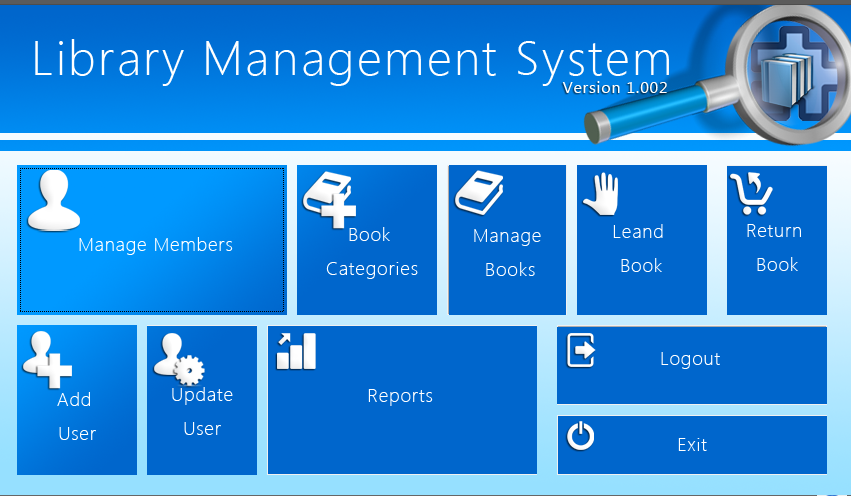 Library Management System
Version 1.002
Manage Members
Book
Categories
Manage
Books
Leand
Book
Return
Book
Add
User
Update
User
Reports
Logout
Exit